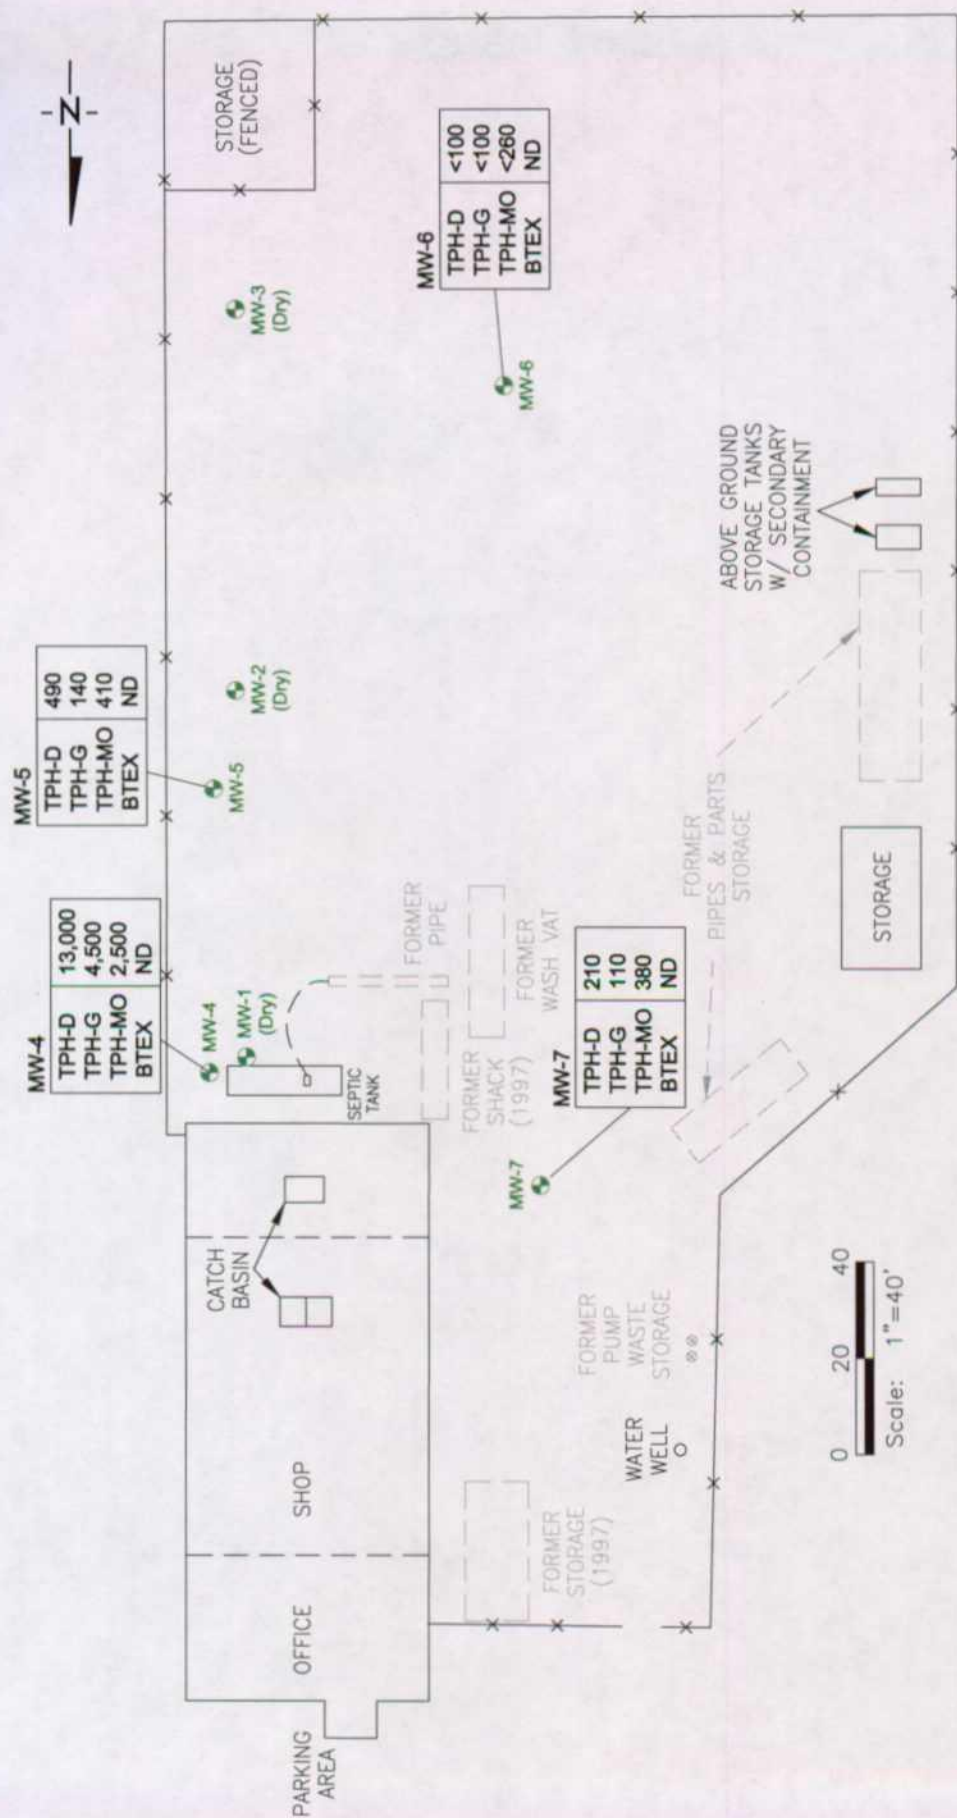 N
STORAGE
(FENCED)
MW-3
(Dry)
MW-6
TPH-D <100
TPH-G <100
TPH-MO <260
BTEX ND
MW-6
MW-5
TPH-D 490
TPH-G 140
TPH-MO 410
BTEX ND
MW-5
MW-2
(Dry)
ABOVE GROUND
STORAGE TANKS
W/ SECONDARY
CONTAINMENT
MW-4
TPH-D 13,000
TPH-G 4,500
TPH-MO 2,500
BTEX ND
MW-4
MW-1
(Dry)
SEPTIC
TANK
FORMER
PIPE
FORMER
SHACK
(1997)
FORMER
WASH VAT
FORMER
PIPES & PARTS
STORAGE
STORAGE
MW-7
TPH-D 210
TPH-G 110
TPH-MO 380
BTEX ND
MW-7
CATCH
BASIN
SHOP
OFFICE
PARKING
AREA
FORMER
PUMP
WASTE
STORAGE
WATER
WELL
FORMER
STORAGE
(1997)
0 20 40
Scale: 1"=40'